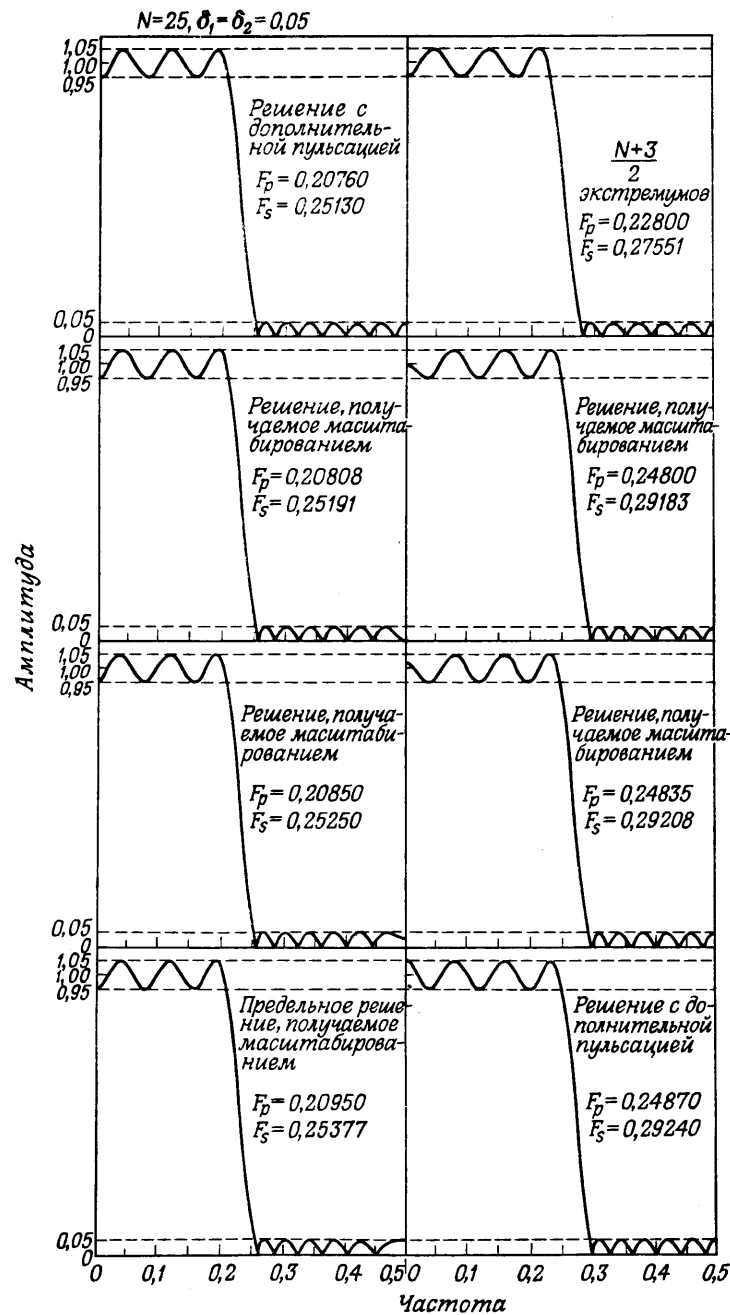 N=25, δ₁=δ₂=0,05
1,05
1,00
0,95
Решение с
дополнитель-
ной пульсацией
Fp=0,20760
Fs=0,25130
N+3
2
экстремумов
Fp=0,22800
Fs=0,27551
0,05
0
1,05
1,00
0,95
Решение, полу-
чаемое масшта-
бированием
Fp=0,20808
Fs=0,25191
Решение, полу-
чаемое масшта-
бированием
Fp=0,24800
Fs=0,29183
0,05
0
1,05
1,00
0,95
Решение, получа-
емое масштаби-
рованием
Fp=0,20850
Fs=0,25250
Решение, полу-
чаемое масшта-
бированием
Fp=0,24835
Fs=0,29208
0,05
0
1,05
1,00
0,95
Предельное реше-
ние, получаемое
масштабирова-
нием
Fp=0,20950
Fs=0,25377
Решение с до-
полнительной
пульсацией
Fp=0,24870
Fs=0,29240
0,05
0
0 0,1 0,2 0,3 0,4 0,5 0,1 0,2 0,3 0,4 0,5
Частота
Амплитуда